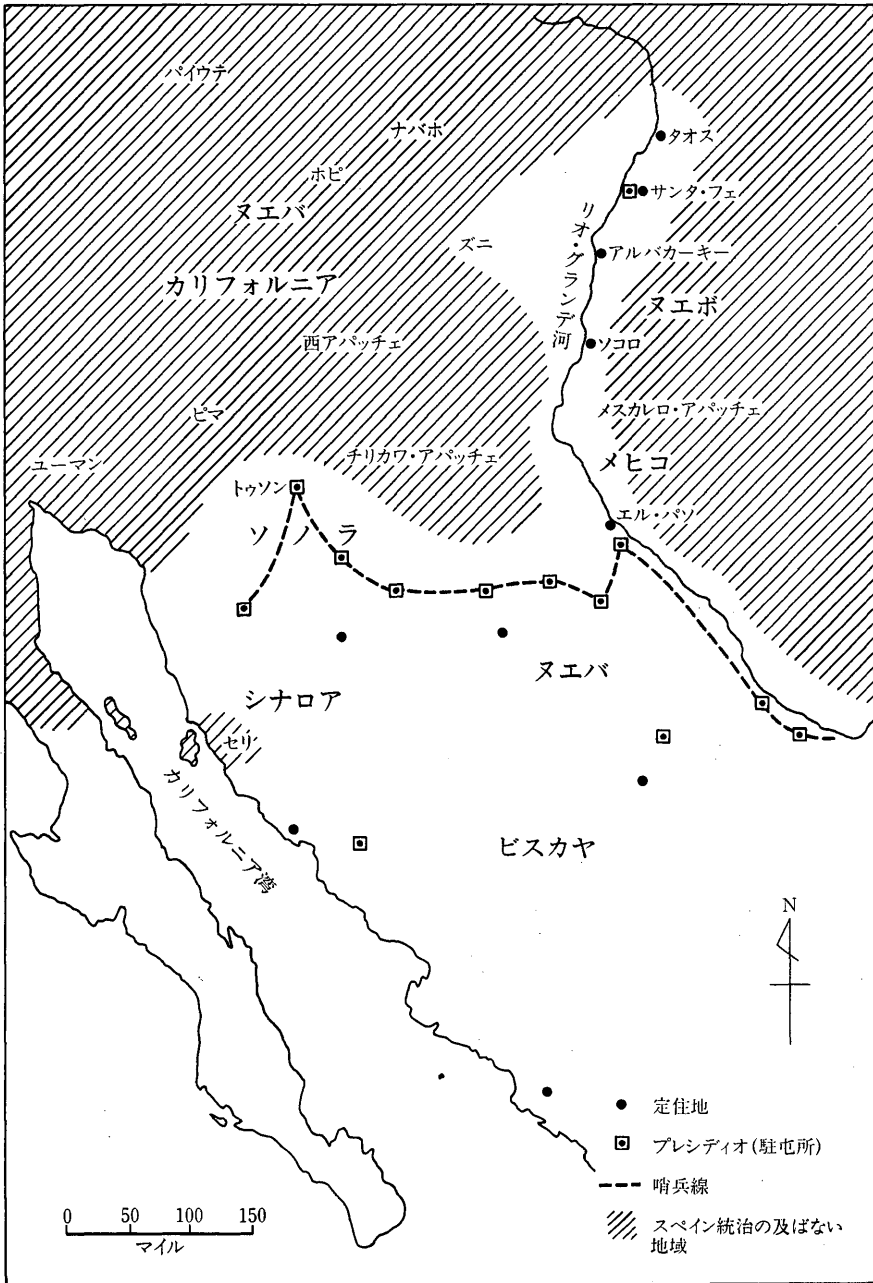 パイウテ
ナバホ
タオス
ホピ
サンタ・フェ
ヌエバ
リオ・グランデ河
ズニ
アルバカーキー
カリフォルニア
ヌエボ
西アパッチェ
ソコロ
ピマ
メスカレロ・アパッチェ
ユーマン
チリカワ・アパッチェ
メヒコ
トゥソン
エル・パソ
ソノラ
ヌエバ
シナロア
セリ
カリフォルニア湾
ビスカヤ
N
定住地
プレシディオ(駐屯所)
哨兵線
0 50 100 150
マイル
スペイン統治の及ばない
地域